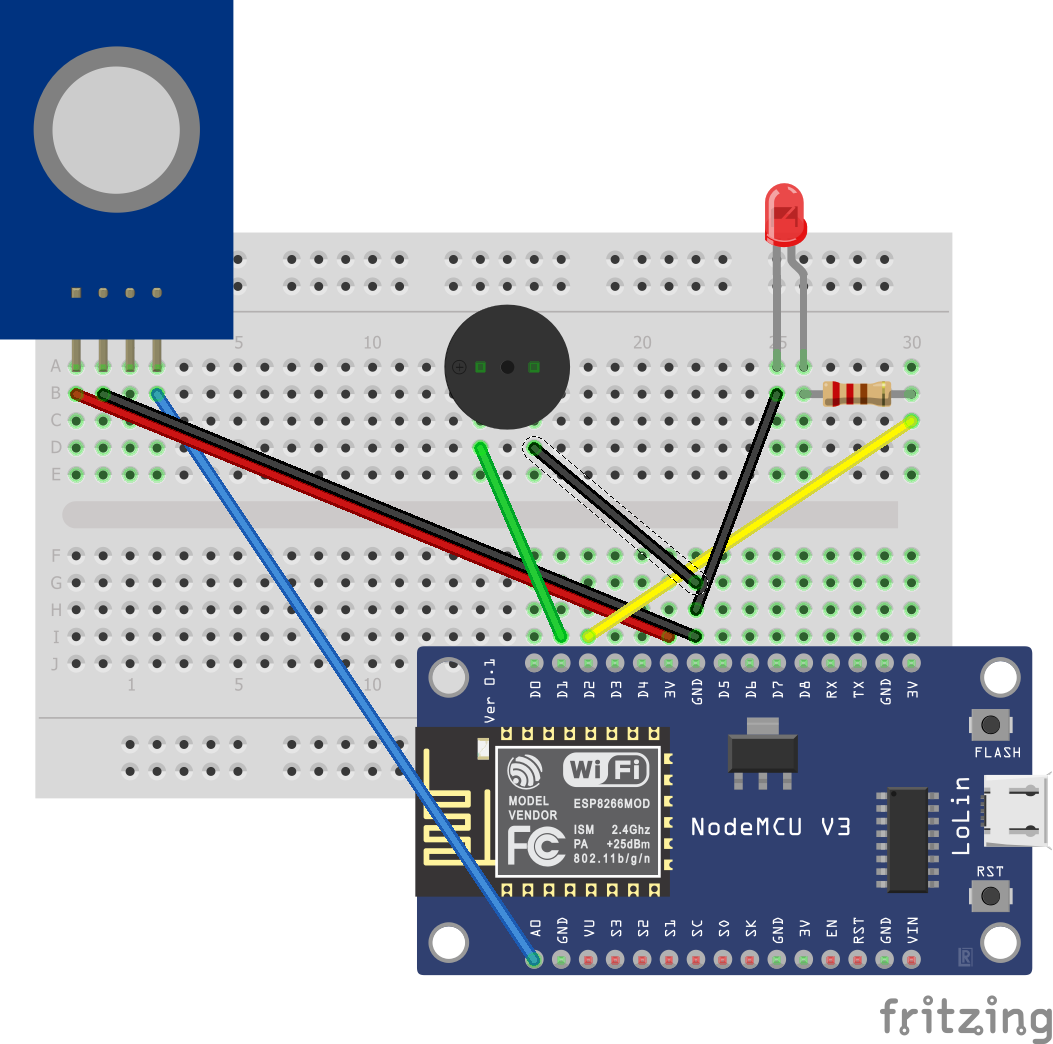 5 10 20 25 30
A
B
C
D
E
F
G
H
I
J
1 5 10
Ver 0.1
D0 D1 D2 D3 D4 3V GND D5 D6 D7 D8 RX TX GND 3V
FLASH
WiFi
MODEL
VENDOR
ESP8266MOD
FC
ISM 2.4Ghz
PA +25dBm
802.11b/g/n
NodeMCU V3
LoLin
RST
A0 GND VU S3 S2 S1 SC S0 SK GND 3V EN RST GND VIN
R
fritzing